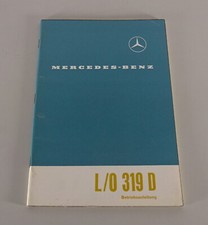 MERCEDES-BENZ
L/O 319 D
Betriebsanleitung